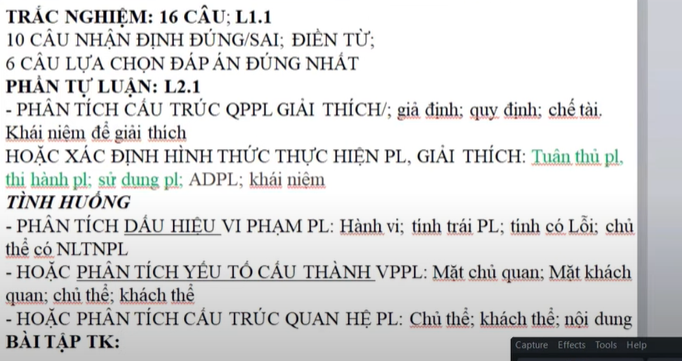 TRẮC NGHIỆM: 16 CÂU; L1.1
10 CÂU NHẬN ĐỊNH ĐÚNG/SAI; ĐIỀN TỪ;
6 CÂU LỰA CHỌN ĐÁP ÁN ĐÚNG NHẤT
PHẦN TỰ LUẬN: L2.1
- PHÂN TÍCH CẤU TRÚC QPPL GIẢI THÍCH/; giả định; quy định; chế tài.
Khái niệm để giải thích
HOẶC XÁC ĐỊNH HÌNH THỨC THỰC HIỆN PL, GIẢI THÍCH: Tuân thủ pl,
thi hành pl; sử dụng pl; ADPL; khái niệm
TÌNH HUỐNG
- PHÂN TÍCH DẤU HIỆU VI PHẠM PL: Hành vi; tính trái PL; tính có Lỗi; chủ
thể có NLTNPL
- HOẶC PHÂN TÍCH YẾU TỐ CẤU THÀNH VPPL: Mặt chủ quan; Mặt khách
quan; chủ thể; khách thể
- HOẶC PHÂN TÍCH CẤU TRÚC QUAN HỆ PL: Chủ thể; khách thể; nội dung
BÀI TẬP TK:
Capture Effects Tools Help